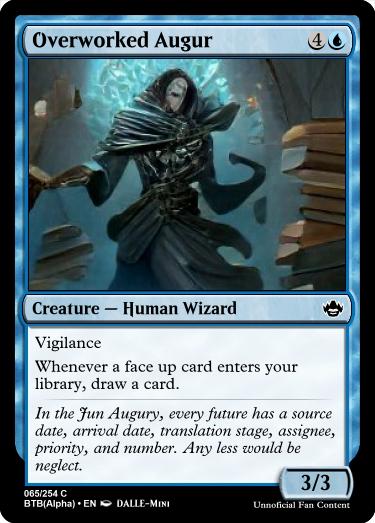 Overworked Augur 4
Creature — Human Wizard
Vigilance
Whenever a face up card enters your
library, draw a card.
In the Jun Augury, every future has a source
date, arrival date, translation stage, assignee,
priority, and number. Any less would be
neglect.
3/3
065/254 C
BTB(Alpha) • EN DALLE-Mini
Unofficial Fan Content